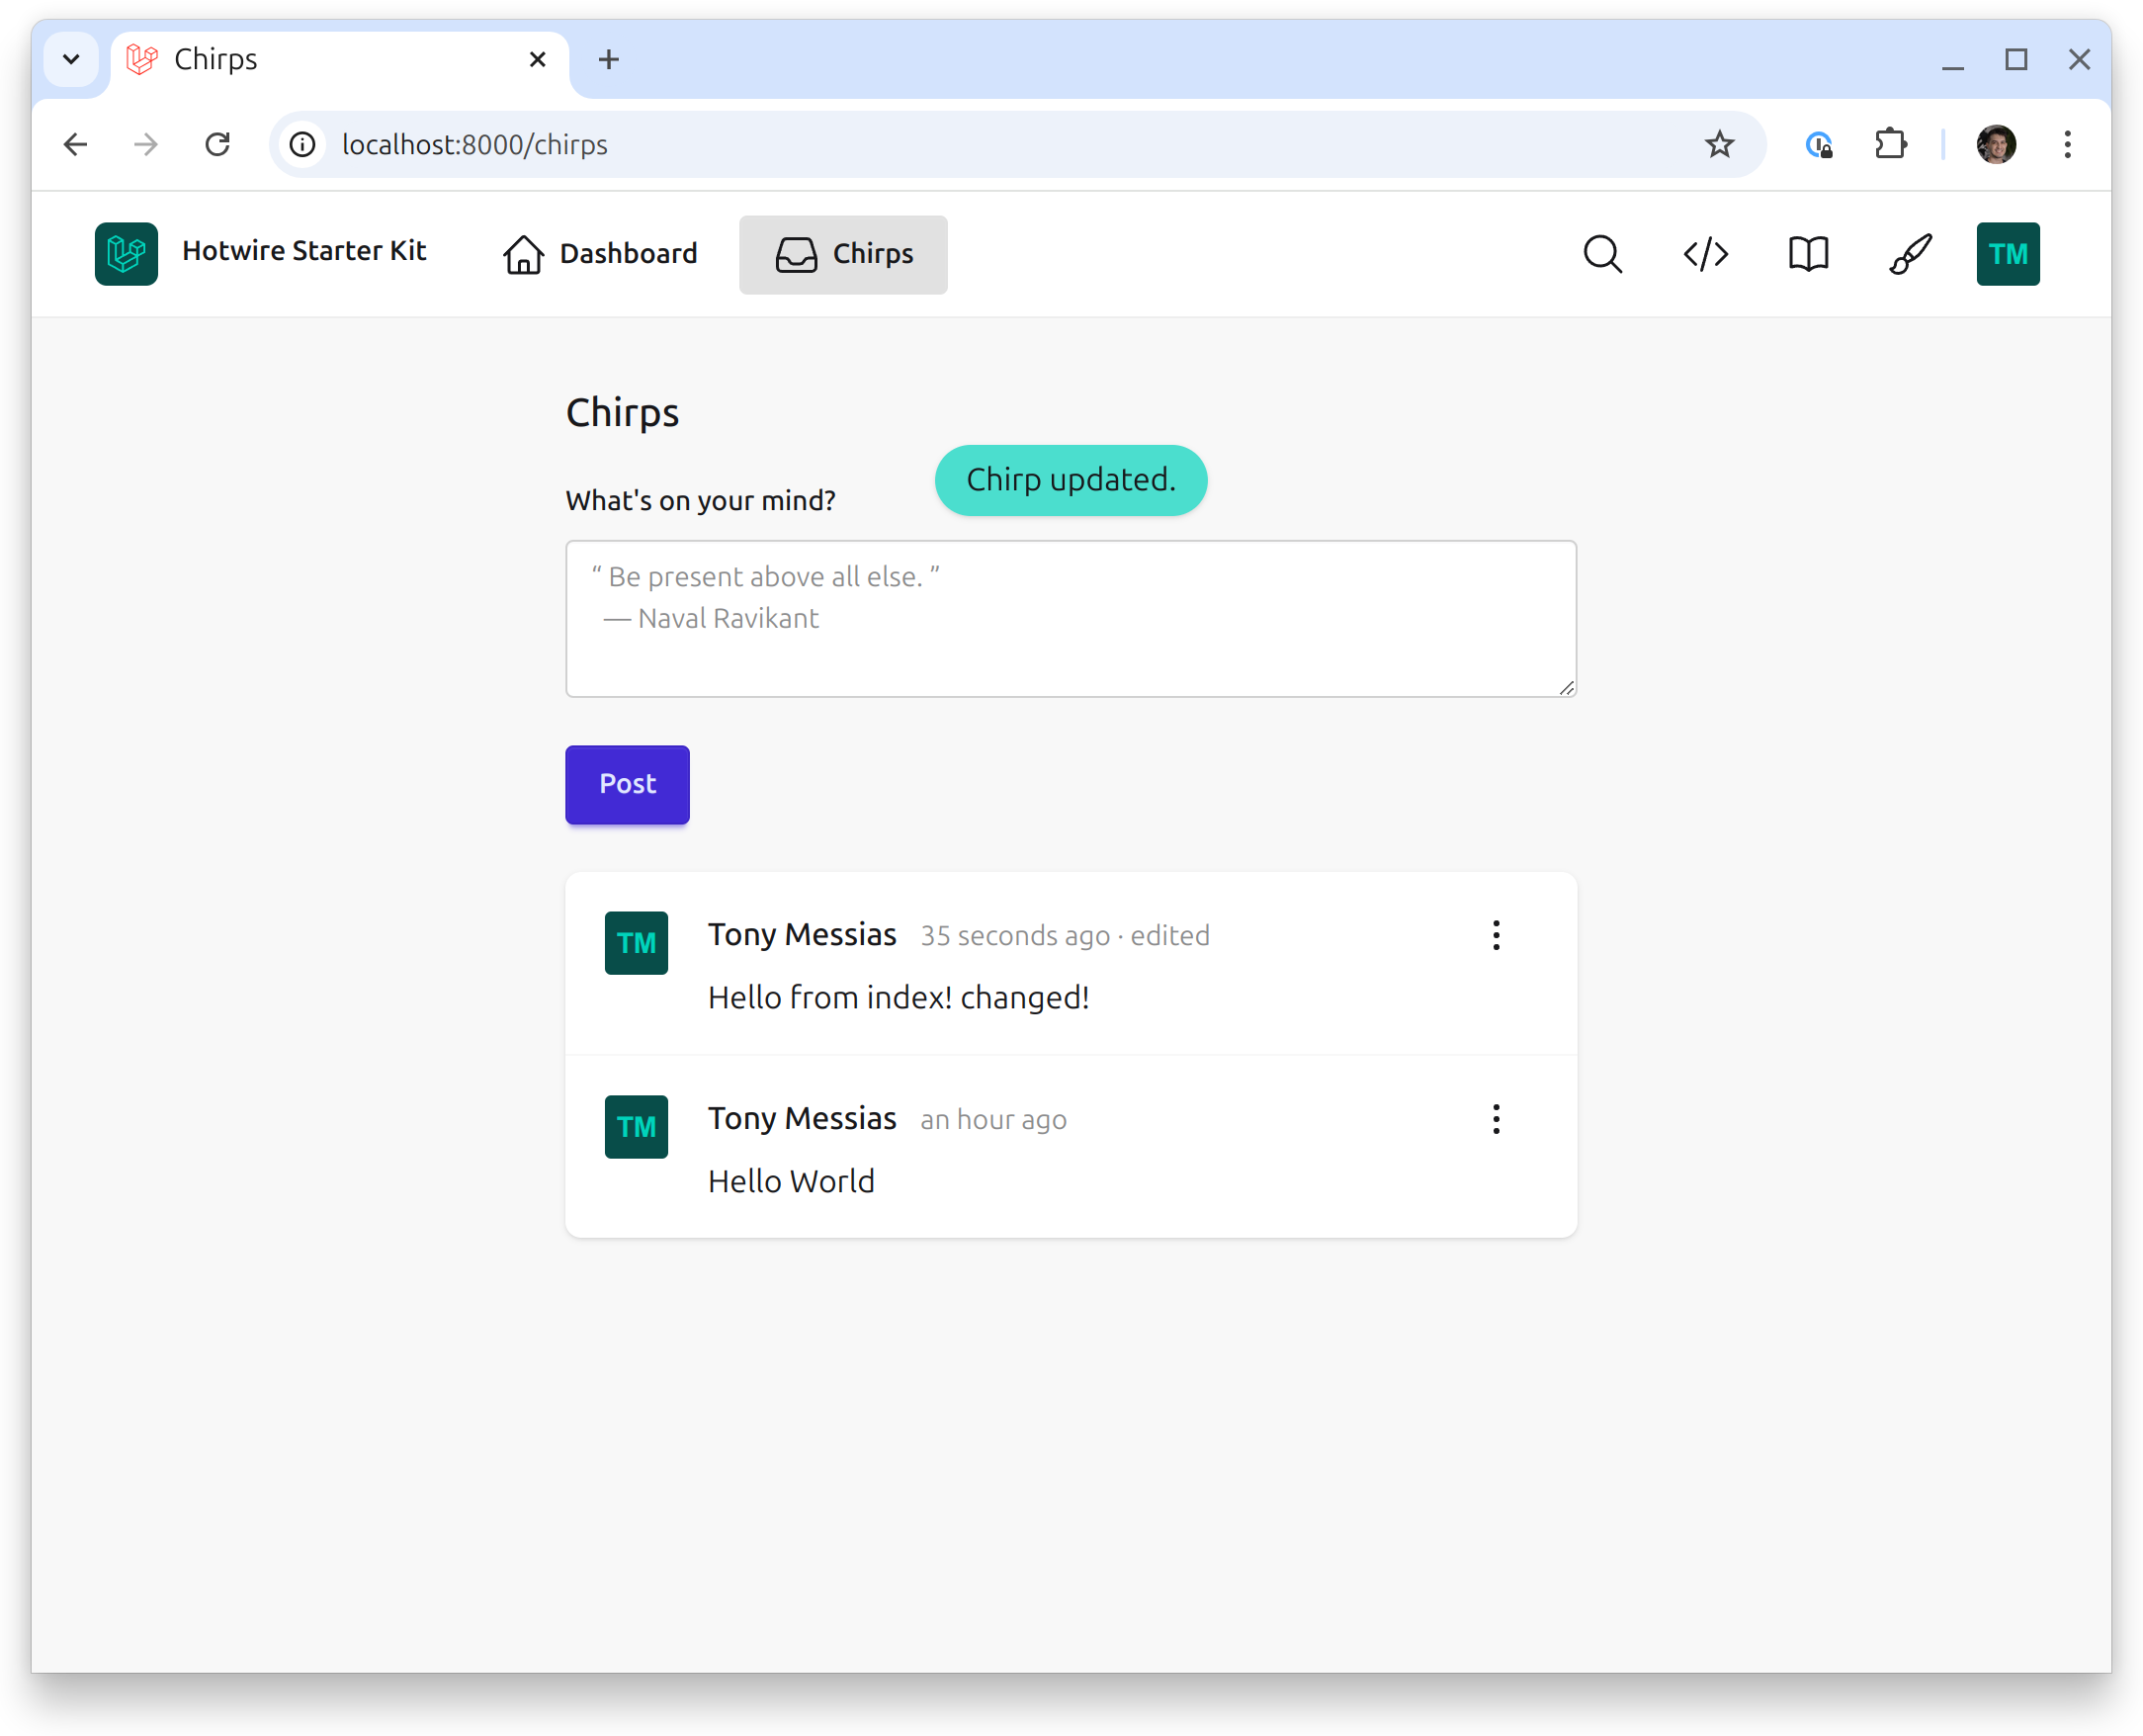 Chirps
localhost:8000/chirps
Hotwire Starter Kit
Dashboard
Chirps
TM
Chirps
Chirp updated.
What's on your mind?
“ Be present above all else. ”
— Naval Ravikant
Post
TM
Tony Messias 35 seconds ago · edited
Hello from index! changed!
TM
Tony Messias an hour ago
Hello World